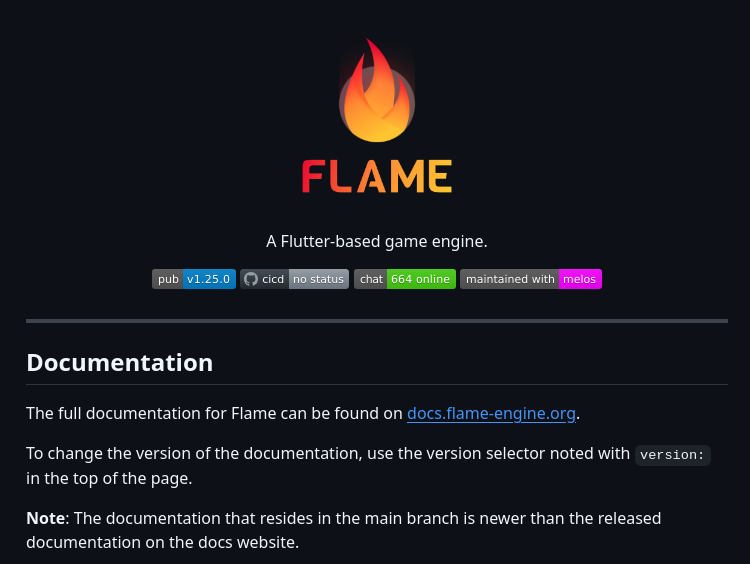 FLAME
A Flutter-based game engine.
pub v1.25.0 cicd no status chat 664 online maintained with melos
Documentation
The full documentation for Flame can be found on docs.flame-engine.org.
To change the version of the documentation, use the version selector noted with version:
in the top of the page.
Note: The documentation that resides in the main branch is newer than the released
documentation on the docs website.